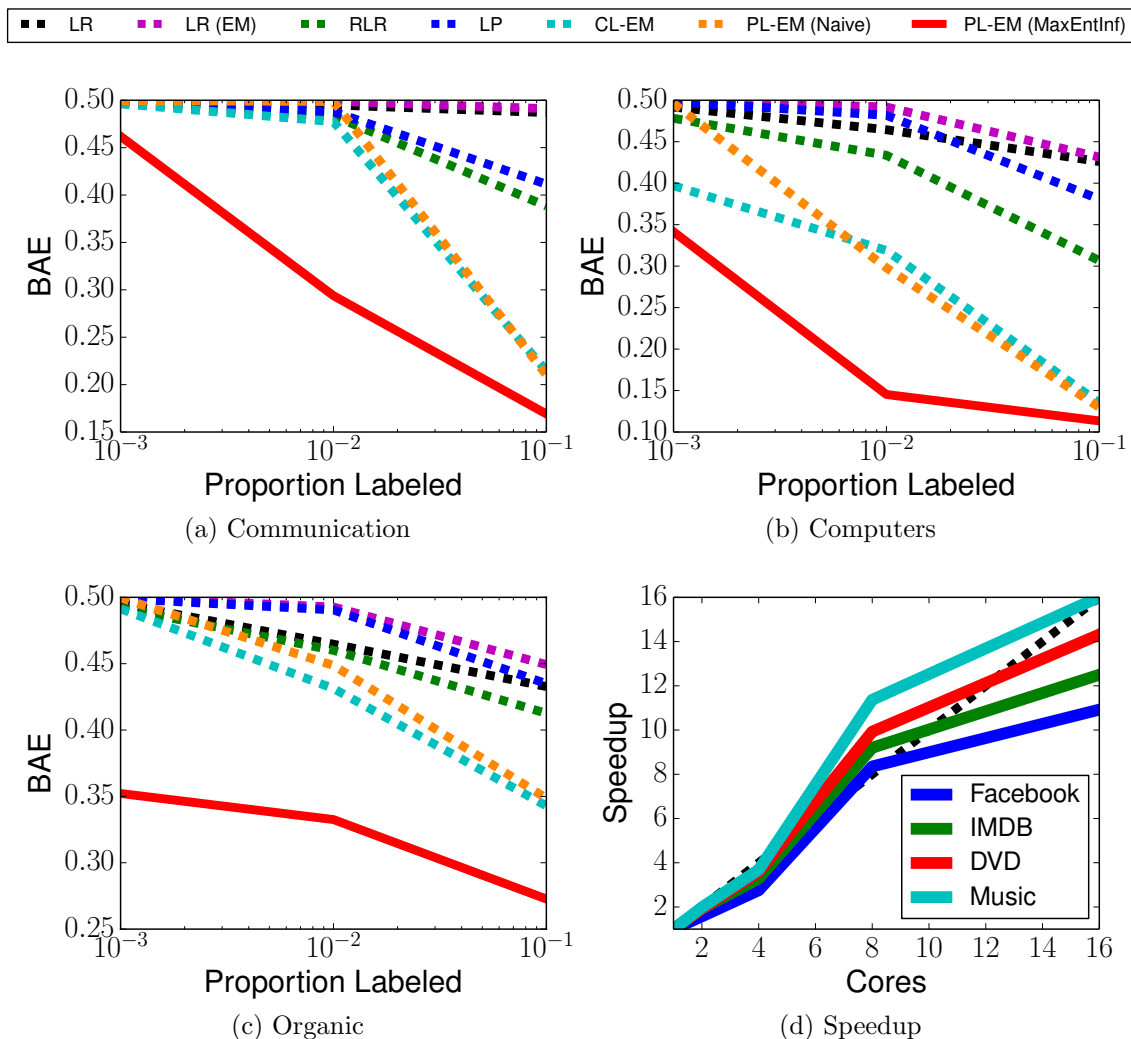 LR LR (EM) RLR LP CL-EM PL-EM (Naive) PL-EM (MaxEntInf)
0.50
0.45
0.40
0.35
0.30
0.25
0.20
0.15
BAE
10⁻³ 10⁻² 10⁻¹
Proportion Labeled
(a) Communication
0.50
0.45
0.40
0.35
0.30
0.25
0.20
0.15
0.10
BAE
10⁻³ 10⁻² 10⁻¹
Proportion Labeled
(b) Computers
0.50
0.45
0.40
0.35
0.30
0.25
BAE
10⁻³ 10⁻² 10⁻¹
Proportion Labeled
(c) Organic
16
14
12
10
8
6
4
2
Speedup
Facebook
IMDB
DVD
Music
2 4 6 8 10 12 14 16
Cores
(d) Speedup